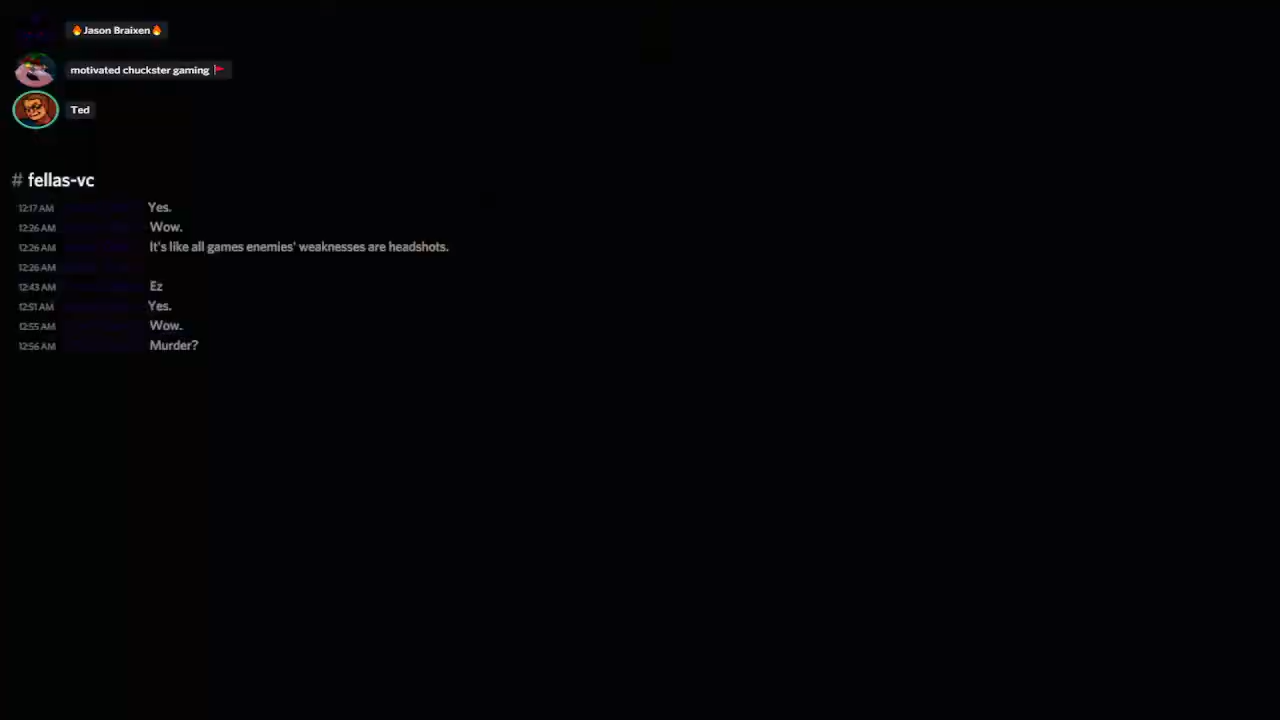 🔥Jason Braixen🔥
motivated chuckster gaming 🚩
Ted
# fellas-vc
12:17 AM Yes.
12:26 AM Wow.
12:26 AM It's like all games enemies' weaknesses are headshots.
12:26 AM
12:43 AM Ez
12:51 AM Yes.
12:55 AM Wow.
12:56 AM Murder?